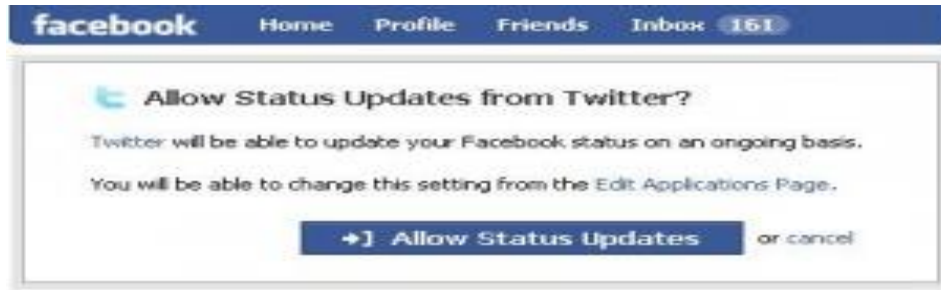 facebook Home Profile Friends Inbox 161
Allow Status Updates from Twitter?
Twitter will be able to update your Facebook status on an ongoing basis.
You will be able to change this setting from the Edit Applications Page.
Allow Status Updates or cancel